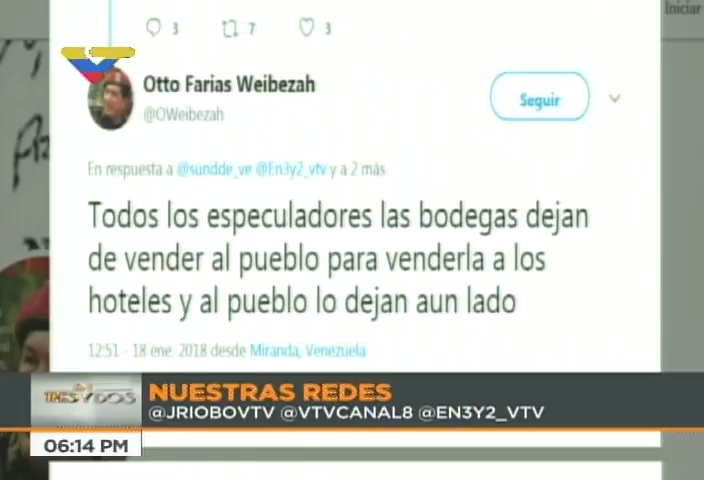 Iniciar
3 7 3
Otto Farias Weibezah
@OWeibezah
Seguir
En respuesta a @sundde_ve @En3y2_vtv y a 2 más
Todos los especuladores las bodegas dejan
de vender al pueblo para venderla a los
hoteles y al pueblo lo dejan aun lado
12:51 - 18 ene. 2018 desde Miranda, Venezuela
TRES Y DOS
NUESTRAS REDES
@JRIOBOVTV @VTVCANAL8 @EN3Y2_VTV
06:14 PM